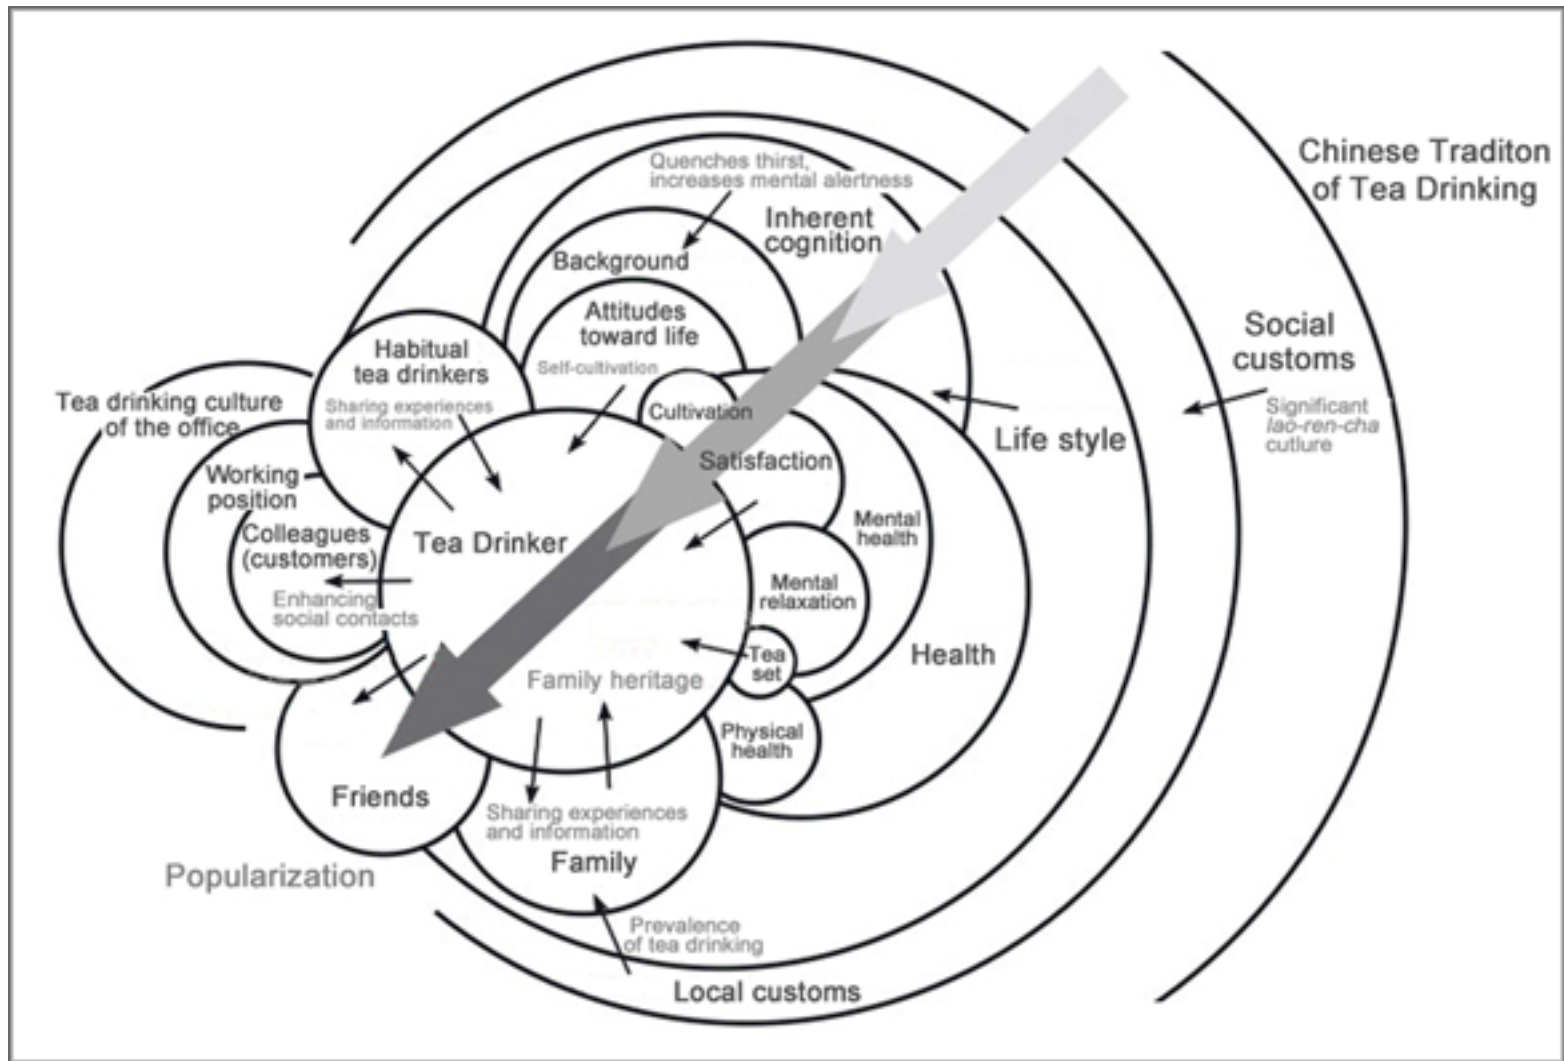 Chinese Traditon
of Tea Drinking
Quenches thirst,
increases mental alertness
Inherent
cognition
Background
Attitudes
toward life
Self-cultivation
Habitual
tea drinkers
Sharing experiences
and information
Social
customs
Significant
lao-ren-cha
cutlure
Tea drinking culture
of the office
Cultivation
Life style
Satisfaction
Working
position
Colleagues
(customers)
Enhancing
social contacts
Tea Drinker
Mental
health
Mental
relaxation
Tea
set
Health
Family heritage
Physical
health
Friends
Sharing experiences
and information
Family
Popularization
Prevalence
of tea drinking
Local customs